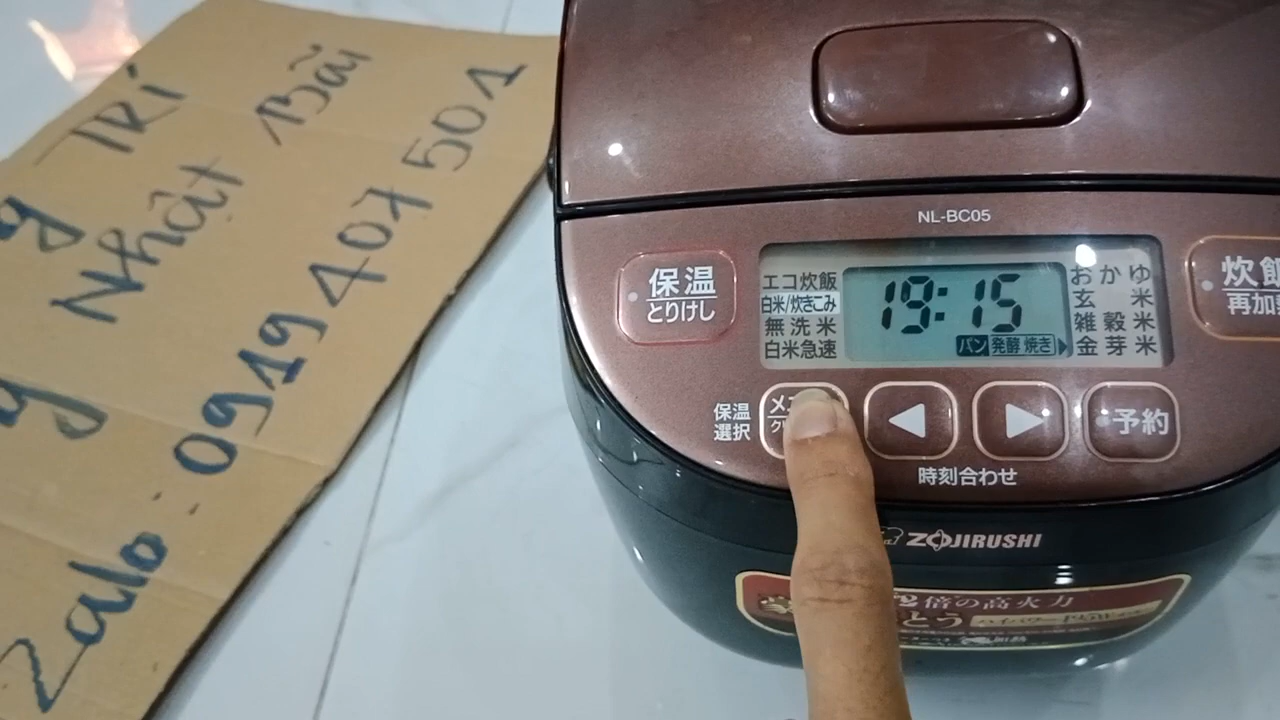 TRí
Nhật Bãi
0919 407 501
Zalo
NL-BC05
保温
とりけし
エコ炊飯
白米/炊きこみ
無洗米
白米急速
19:15
パン 発酵 焼き
おかゆ
玄米
雑穀米
金芽米
再加
保温
選択
予約
時刻合わせ
ZOJIRUSHI
倍の高火力